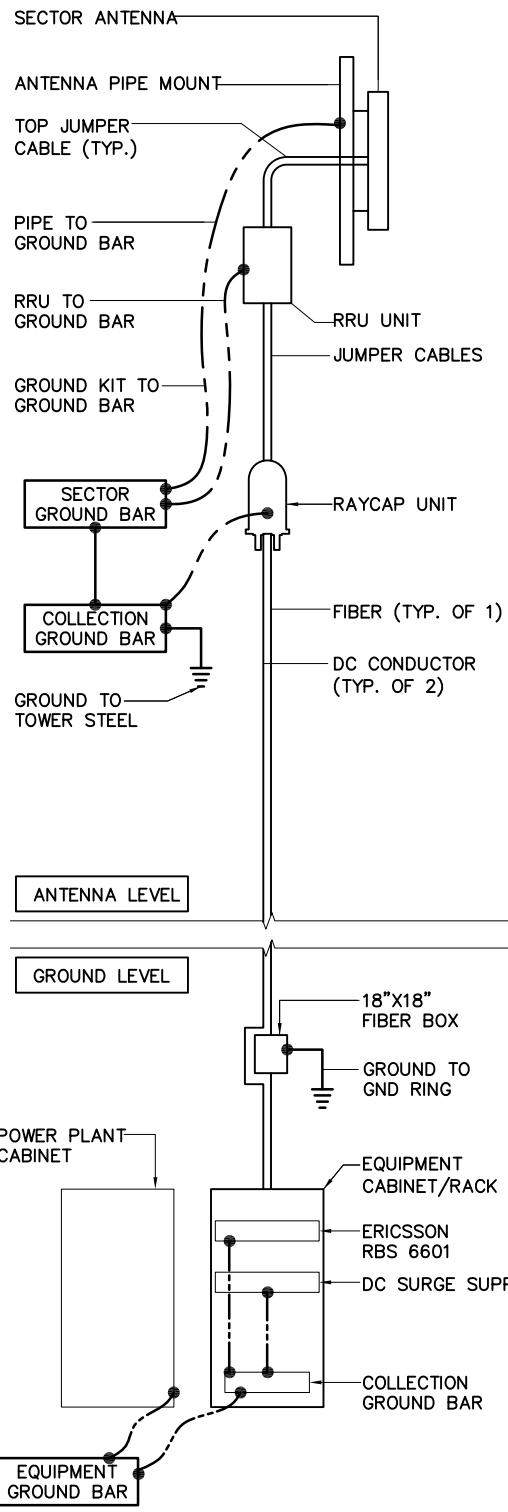 SECTOR ANTENNA
ANTENNA PIPE MOUNT
TOP JUMPER
CABLE (TYP.)
PIPE TO
GROUND BAR
RRU TO
GROUND BAR
RRU UNIT
JUMPER CABLES
GROUND KIT TO
GROUND BAR
SECTOR
GROUND BAR
RAYCAP UNIT
COLLECTION
GROUND BAR
FIBER (TYP. OF 1)
DC CONDUCTOR
(TYP. OF 2)
GROUND TO
TOWER STEEL
ANTENNA LEVEL
GROUND LEVEL
18"X18"
FIBER BOX
GROUND TO
GND RING
POWER PLANT
CABINET
EQUIPMENT
CABINET/RACK
ERICSSON
RBS 6601
DC SURGE SUPP
COLLECTION
GROUND BAR
EQUIPMENT
GROUND BAR